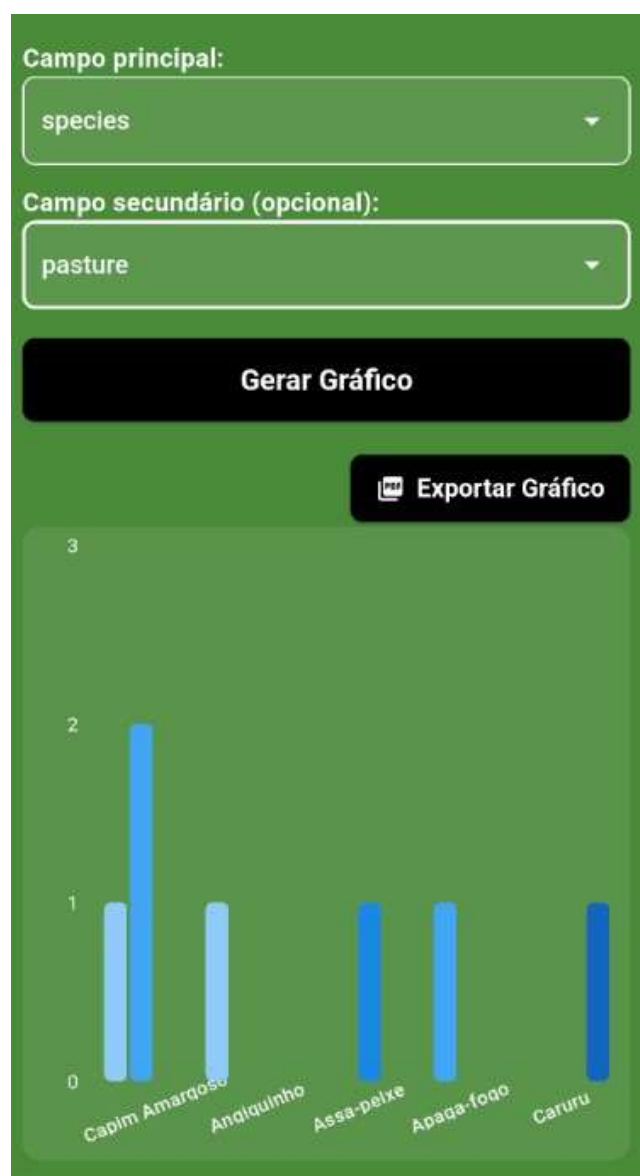 Campo principal:
species
Campo secundário (opcional):
pasture
Gerar Gráfico
PDF Exportar Gráfico
3
2
1
0
Capim Amargoso
Angiquinho
Assa-peixe
Apaga-fogo
Caruru